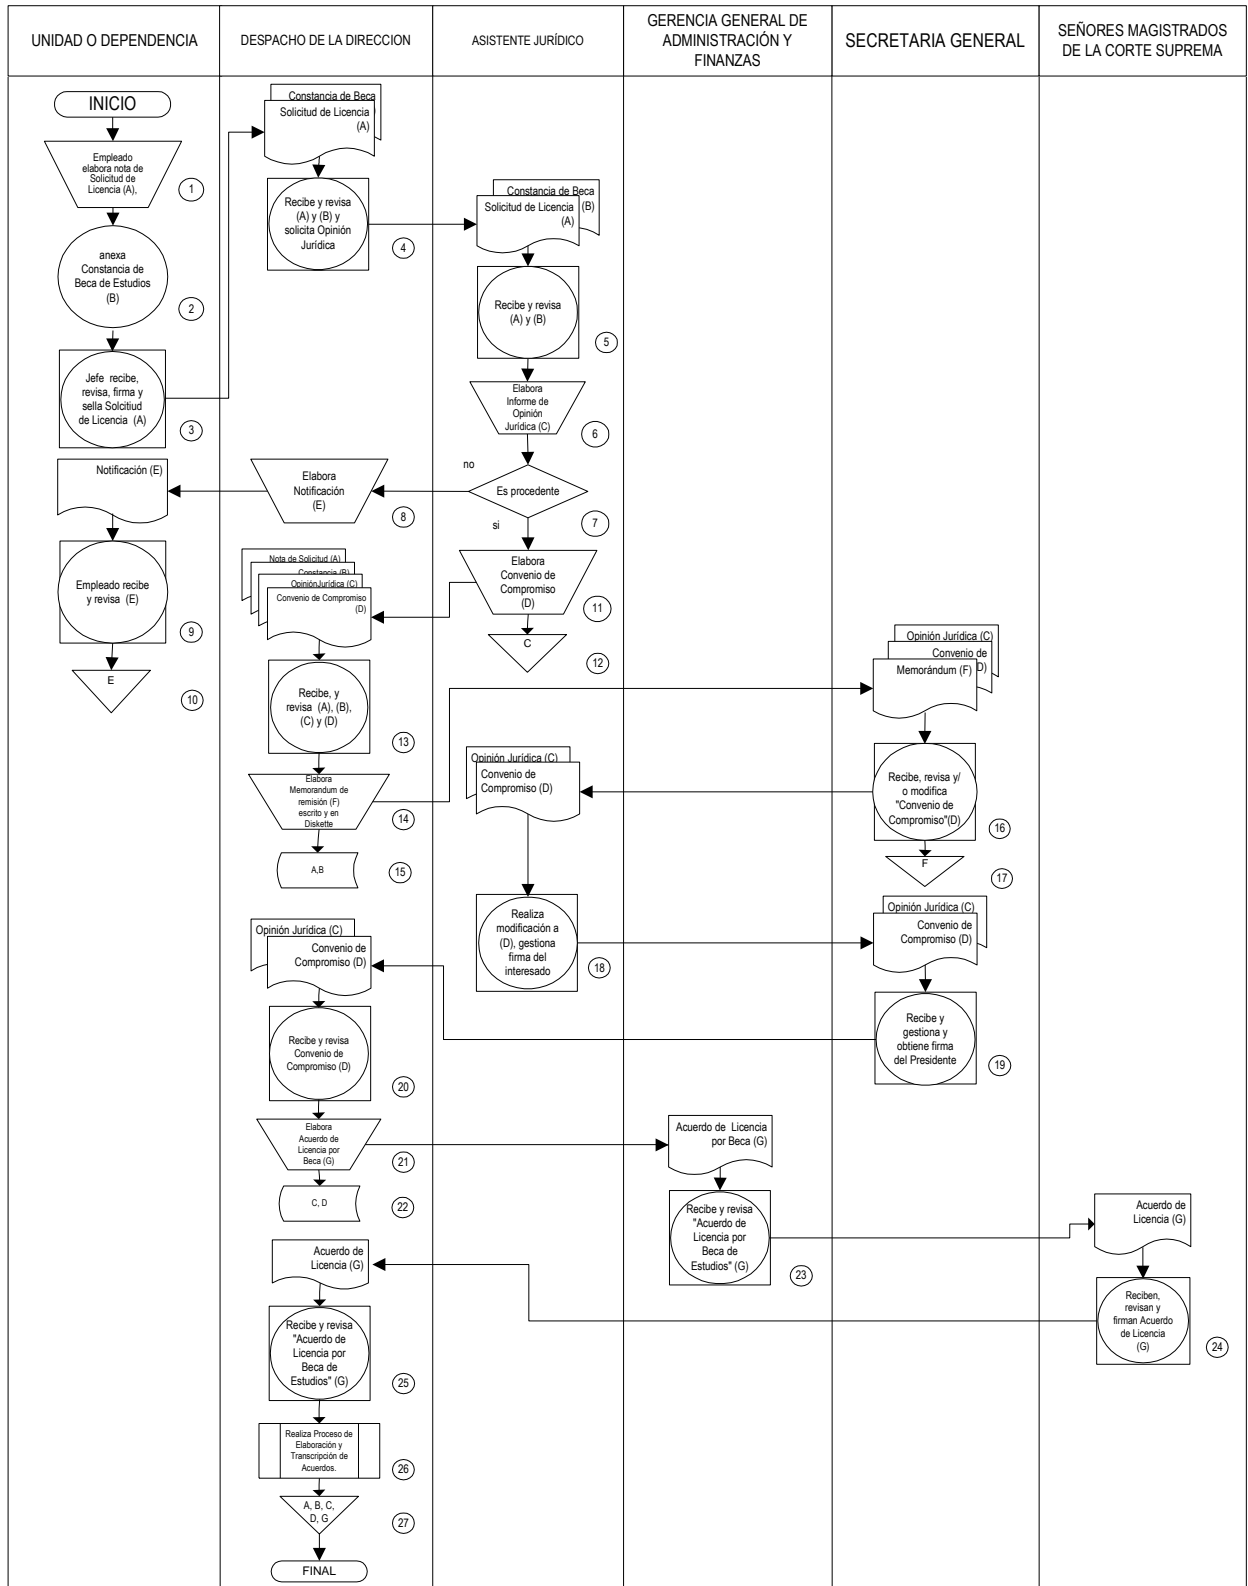 UNIDAD O DEPENDENCIA
DESPACHO DE LA DIRECCION
ASISTENTE JURÍDICO
GERENCIA GENERAL DE
ADMINISTRACIÓN Y
FINANZAS
SECRETARIA GENERAL
SEÑORES MAGISTRADOS
DE LA CORTE SUPREMA
INICIO
Empleado
elabora nota de
Solicitud de
Licencia (A),
1
anexa
Constancia de
Beca de Estudios
(B)
2
Jefe recibe,
revisa, firma y
sella Solcitiud
de Licencia (A)
3
Constancia de Beca
Solicitud de Licencia
(A)
Recibe y revisa
(A) y (B) y
solicita Opinión
Jurídica
4
Constancia de Beca
(B)
Solicitud de Licencia
(A)
Recibe y revisa
(A) y (B)
5
Elabora
Informe de
Opinión
Jurídica (C)
6
no
Es procedente
si
7
Elabora
Notificación
(E)
8
Notificación (E)
Empleado recibe
y revisa (E)
9
E
10
Elabora
Convenio de
Compromiso
(D)
11
C
12
Nota de Solicitud (A)
Constancia (B)
OpiniónJurídica (C)
Convenio de Compromiso
(D)
Recibe, y
revisa (A), (B),
(C) y (D)
13
Elabora
Memorandum de
remisión (F)
escrito y en
Diskette
14
A,B
15
Opinión Jurídica (C)
Convenio de
D)
Memorándum (F)
Recibe, revisa y/
o modifica
"Convenio de
Compromiso"(D)
16
F
17
Opinión Jurídica (C)
Convenio de
Compromiso (D)
Realiza
modificación a
(D), gestiona
firma del
interesado
18
Opinión Jurídica (C)
Convenio de
Compromiso (D)
Recibe y
gestiona y
obtiene firma
del Presidente
19
Opinión Jurídica (C)
Convenio de
Compromiso (D)
Recibe y revisa
Convenio de
Compromiso (D)
20
Elabora
Acuerdo de
Licencia por
Beca (G)
21
C, D
22
Acuerdo de Licencia
por Beca (G)
Recibe y revisa
"Acuerdo de
Licencia por
Beca de
Estudios" (G)
23
Acuerdo de
Licencia (G)
Reciben,
revisan y
firman Acuerdo
de Licencia
(G)
24
Acuerdo de
Licencia (G)
Recibe y revisa
"Acuerdo de
Licencia por
Beca de
Estudios" (G)
25
Realiza Proceso de
Elaboración y
Transcripción de
Acuerdos.
26
A, B, C,
D, G
27
FINAL